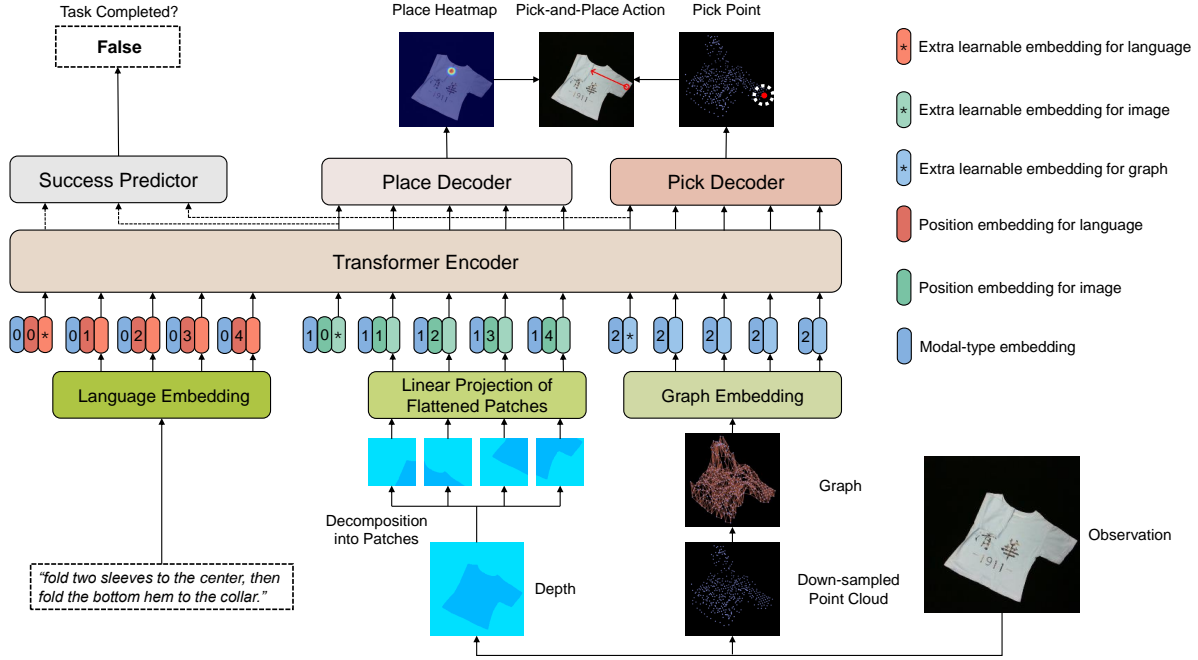 Task Completed?
False
Place Heatmap
Pick-and-Place Action
Pick Point
1911
Success Predictor
Place Decoder
Pick Decoder
Transformer Encoder
0 0 *
0 1
0 2
0 3
0 4
1 0 *
1 1
1 2
1 3
1 4
2 *
2
2
2
2
Language Embedding
Linear Projection of
Flattened Patches
Graph Embedding
Decomposition
into Patches
Depth
Graph
Down-sampled
Point Cloud
Observation
1911
"fold two sleeves to the center, then
fold the bottom hem to the collar."
* Extra learnable embedding for language
* Extra learnable embedding for image
* Extra learnable embedding for graph
Position embedding for language
Position embedding for image
Modal-type embedding